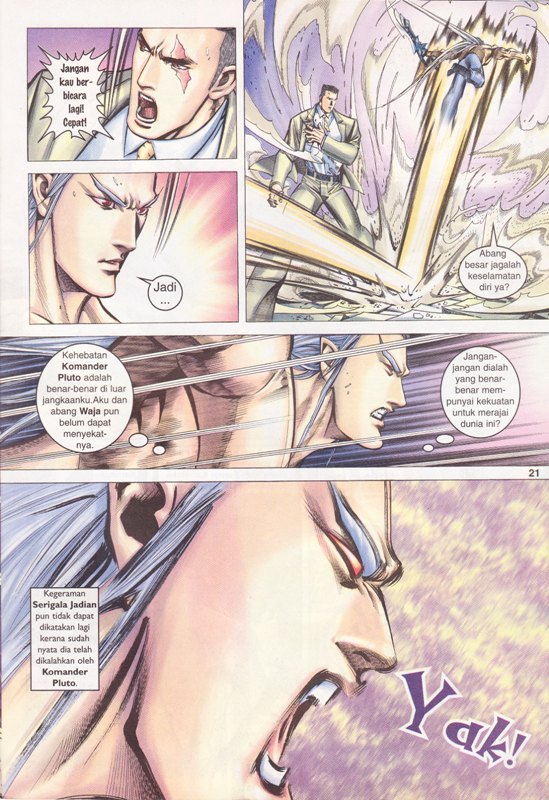 Jangan
kau ber-
bicara
lagi!
Cepat!
Abang
besar jagalah
keselamatan
diri ya?
Jadi
...
Kehebatan
Komander
Pluto adalah
benar-benar di luar
jangkaanku.Aku dan
abang Waja pun
belum dapat
menyekat-
nya.
Jangan-
jangan dialah
yang benar-
benar mem-
punyai kekuatan
untuk merajai
dunia ini?
21
Kegeraman
Serigala Jadian
pun tidak dapat
dikatakan lagi
kerana sudah
nyata dia telah
dikalahkan oleh
Komander
Pluto.
Yak!